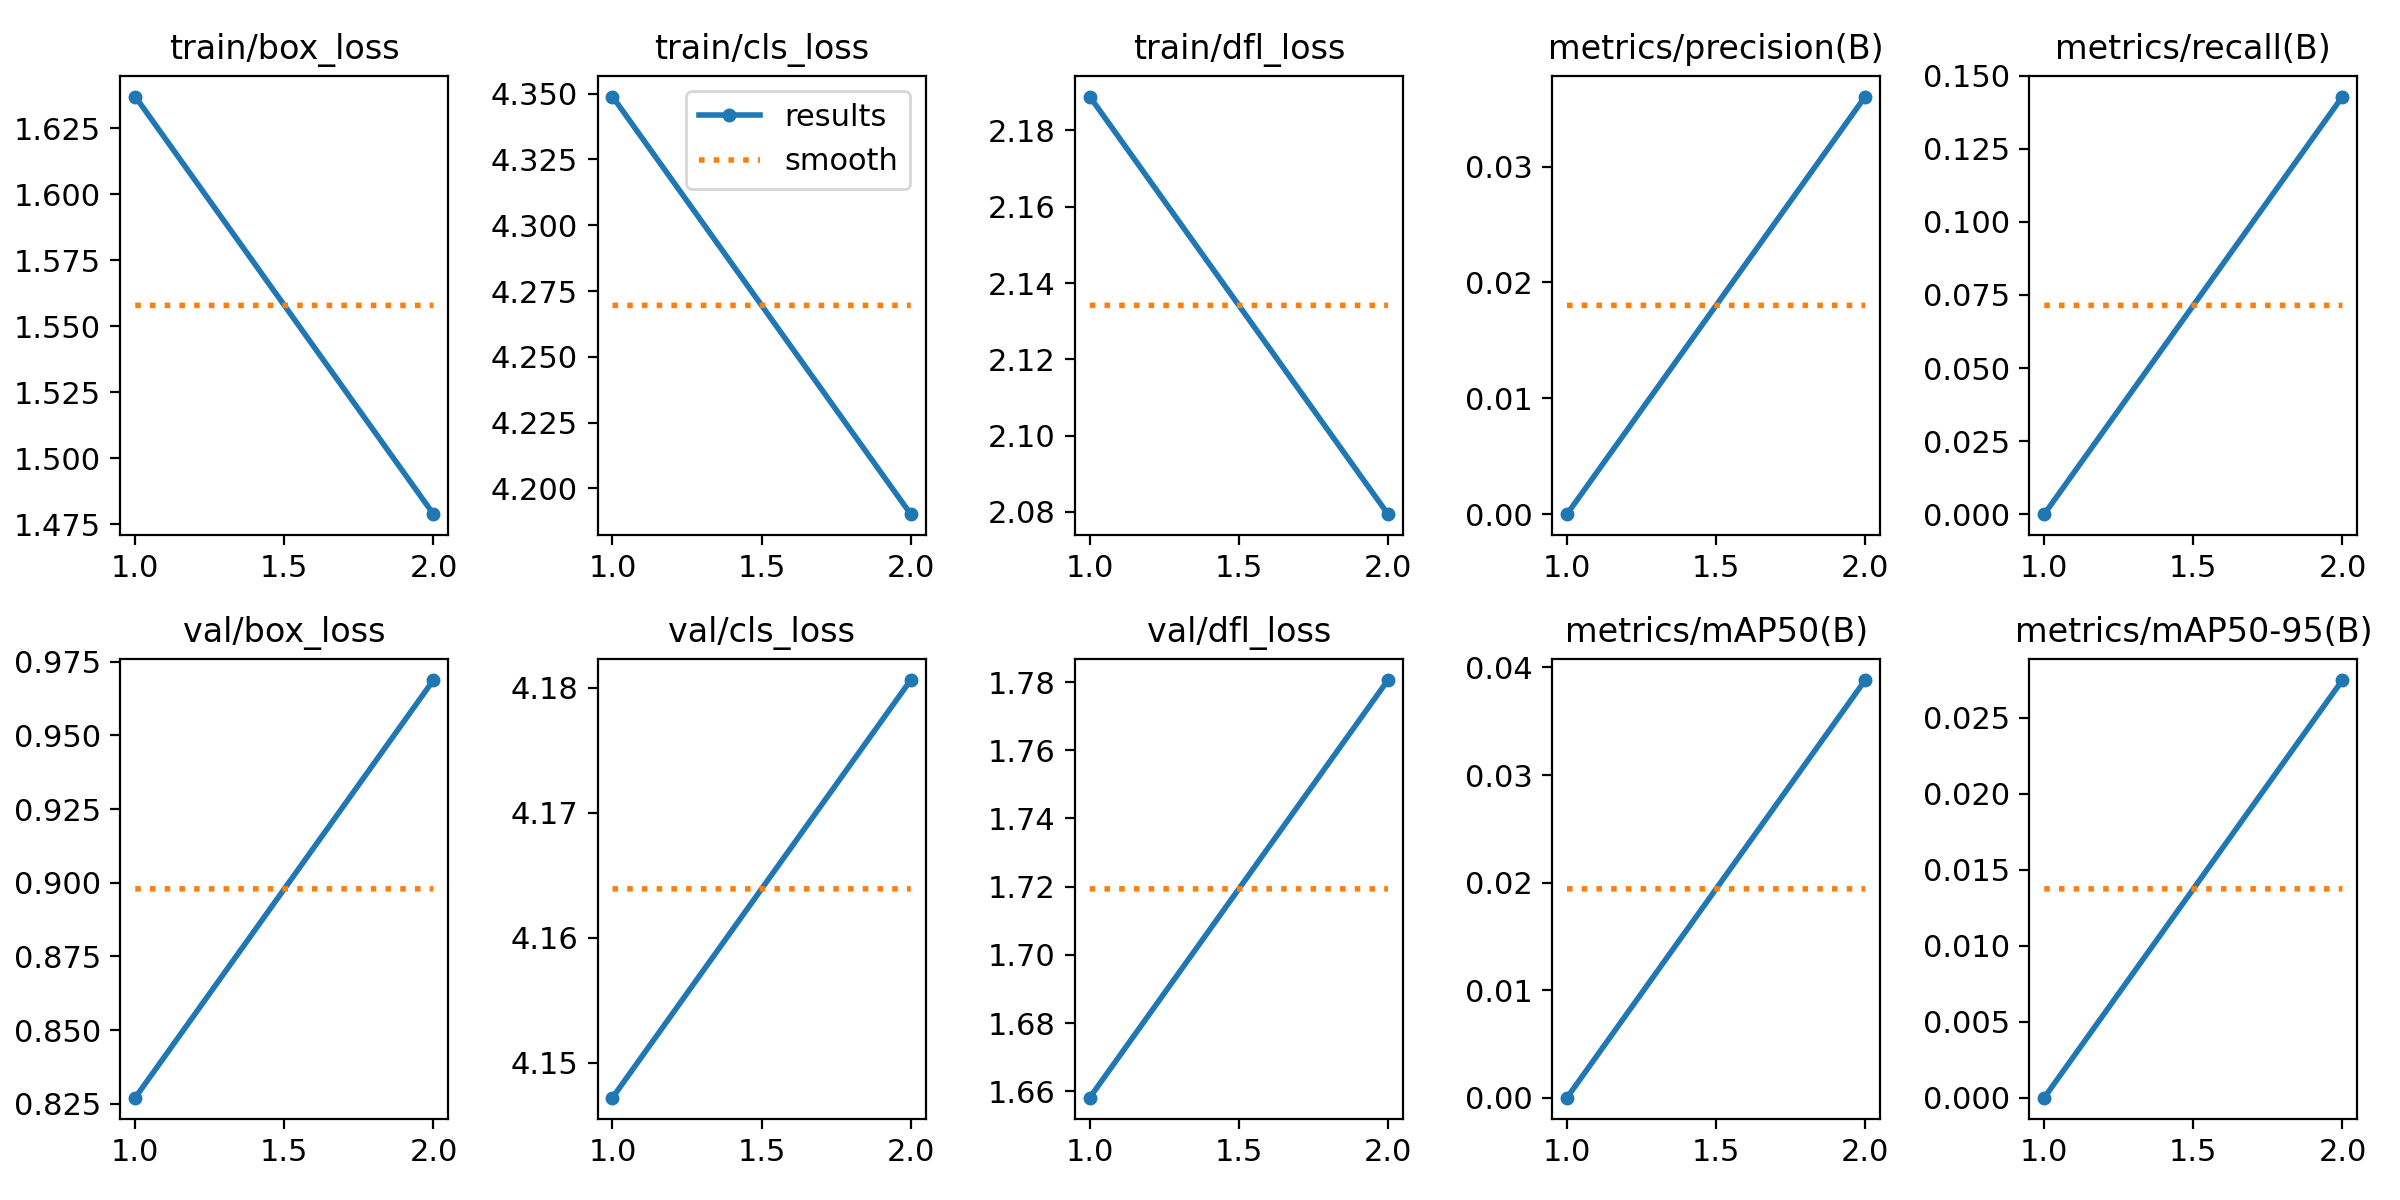 train/box_loss
1.625
1.600
1.575
1.550
1.525
1.500
1.475
1.0 1.5 2.0
train/cls_loss
results
smooth
4.350
4.325
4.300
4.275
4.250
4.225
4.200
1.0 1.5 2.0
train/dfl_loss
2.18
2.16
2.14
2.12
2.10
2.08
1.0 1.5 2.0
metrics/precision(B)
0.03
0.02
0.01
0.00
1.0 1.5 2.0
metrics/recall(B)
0.150
0.125
0.100
0.075
0.050
0.025
0.000
1.0 1.5 2.0
val/box_loss
0.975
0.950
0.925
0.900
0.875
0.850
0.825
1.0 1.5 2.0
val/cls_loss
4.18
4.17
4.16
4.15
1.0 1.5 2.0
val/dfl_loss
1.78
1.76
1.74
1.72
1.70
1.68
1.66
1.0 1.5 2.0
metrics/mAP50(B)
0.04
0.03
0.02
0.01
0.00
1.0 1.5 2.0
metrics/mAP50-95(B)
0.025
0.020
0.015
0.010
0.005
0.000
1.0 1.5 2.0